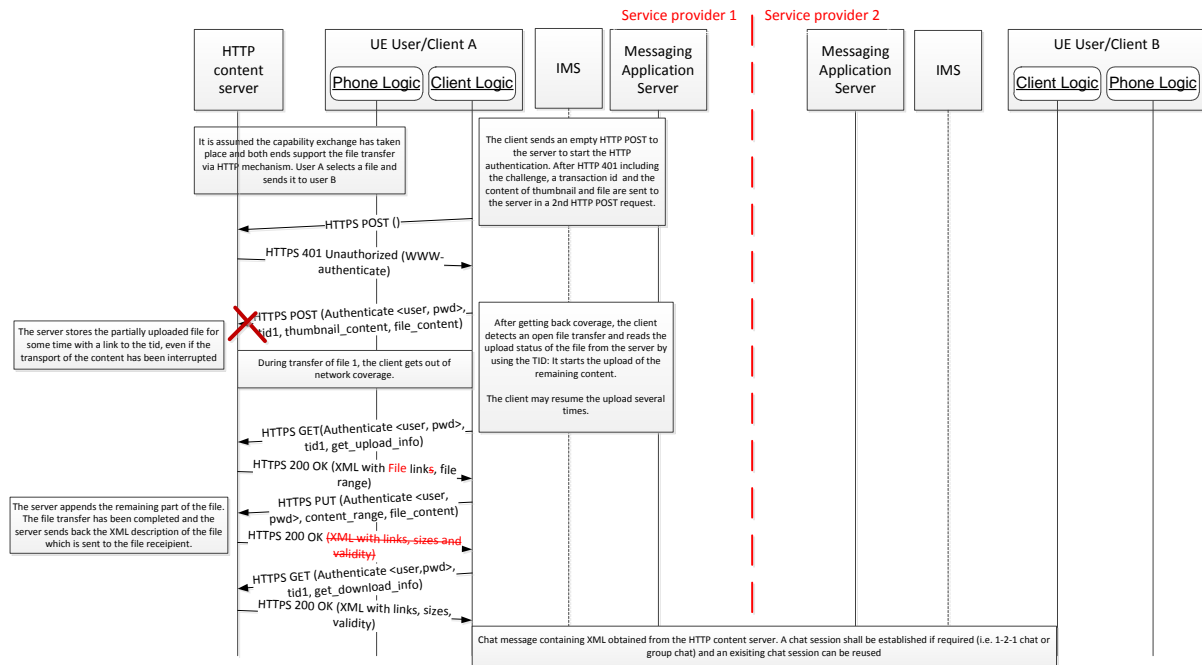 Service provider 1
Service provider 2
HTTP
content
server
UE User/Client A
Phone Logic
Client Logic
IMS
Messaging
Application
Server
Messaging
Application
Server
IMS
UE User/Client B
Client Logic
Phone Logic
It is assumed the capability exchange has taken
place and both ends support the file transfer
via HTTP mechanism. User A selects a file and
sends it to user B
The client sends an empty HTTP POST to
the server to start the HTTP
authentication. After HTTP 401 including
the challenge, a transaction id and the
content of thumbnail and file are sent to
the server in a 2nd HTTP POST request.
HTTPS POST ()
HTTPS 401 Unauthorized (WWW-
authenticate)
HTTPS POST (Authenticate <user, pwd>,
tid1, thumbnail_content, file_content)
The server stores the partially uploaded file for
some time with a link to the tid, even if the
transport of the content has been interrupted
After getting back coverage, the client
detects an open file transfer and reads the
upload status of the file from the server by
using the TID: It starts the upload of the
remaining content.
The client may resume the upload several
times.
During transfer of file 1, the client gets out of
network coverage.
HTTPS GET(Authenticate <user, pwd>,
tid1, get_upload_info)
HTTPS 200 OK (XML with File links, file
range)
HTTPS PUT (Authenticate <user,
pwd>, content_range, file_content)
The server appends the remaining part of the file.
The file transfer has been completed and the
server sends back the XML description of the file
which is sent to the file receipient.
HTTPS 200 OK (XML with links, sizes and
validity)
HTTPS GET (Authenticate <user,pwd>,
tid1, get_download_info)
HTTPS 200 OK (XML with links, sizes,
validity)
Chat message containing XML obtained from the HTTP content server. A chat session shall be established if required (i.e. 1-2-1 chat or
group chat) and an exisiting chat session can be reused